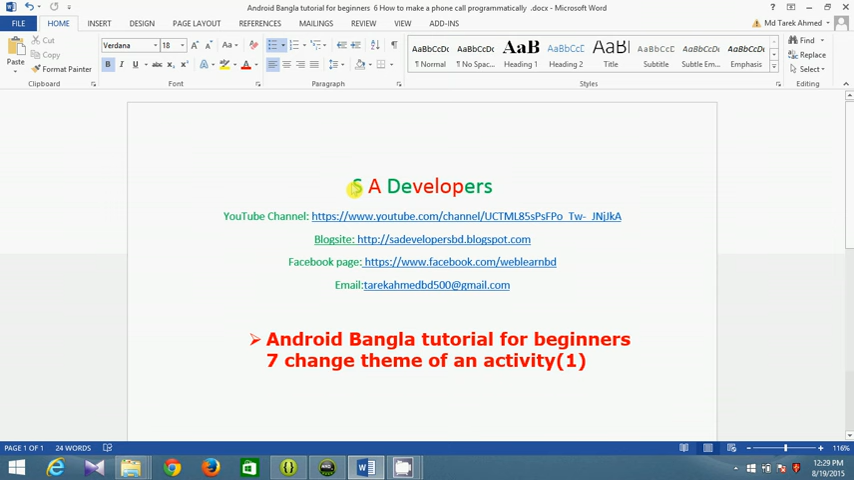 Android Bangla tutorial for beginners 6 How to make a phone call programmatically .docx - Microsoft Word
FILE HOME INSERT DESIGN PAGE LAYOUT REFERENCES MAILINGS REVIEW VIEW ADD-INS
Md Tarek Ahmed
Cut
Copy
Format Painter
Paste
Clipboard
Verdana 18
Font
Paragraph
AaBbCcDc AaBbCcDc AaBbC AaBbCcC AaBbC AaBbCcC AaBbCcDc AaBbCcDc
¶ Normal ¶ No Spac... Heading 1 Heading 2 Title Subtitle Subtle Em... Emphasis
Styles
Find
Replace
Select
Editing
S A Developers
YouTube Channel: https://www.youtube.com/channel/UCTML85sPsFPo_Tw-_JNjJkA
Blogsite: http://sadevelopersbd.blogspot.com
Facebook page: https://www.facebook.com/weblearnbd
Email:tarekahmedbd500@gmail.com
➢ Android Bangla tutorial for beginners
7 change theme of an activity(1)
PAGE 1 OF 1 24 WORDS
116%
12:29 PM
8/19/2015